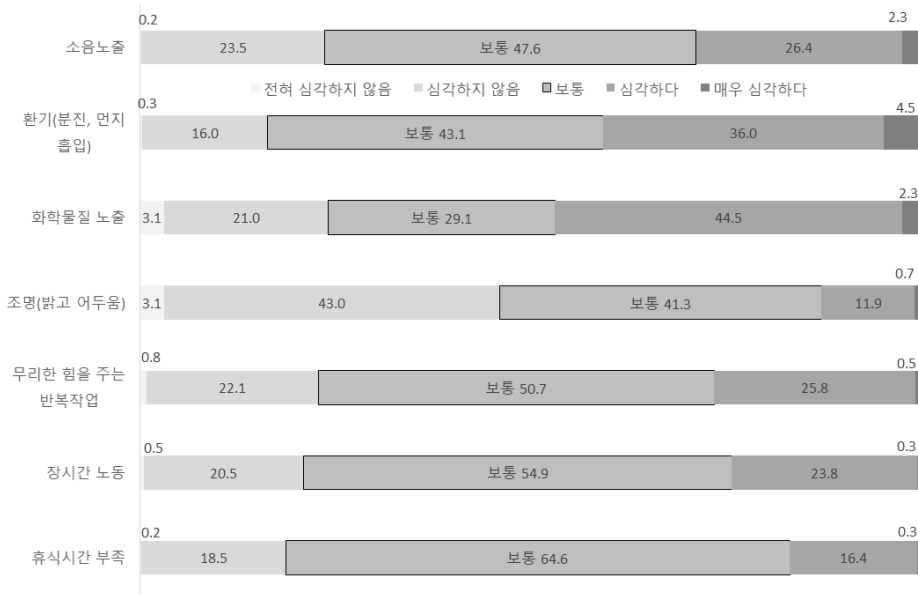 0.2 2.3
소음노출 23.5 보통 47.6 26.4
전혀 심각하지 않음 심각하지 않음 보통 심각하다 매우 심각하다
0.3 4.5
환기(분진, 먼지
흡입)
16.0 보통 43.1 36.0
2.3
화학물질 노출 3.1 21.0 보통 29.1 44.5
0.7
조명(밝고 어두움) 3.1 43.0 보통 41.3 11.9
0.8 0.5
무리한 힘을 주는
반복작업
22.1 보통 50.7 25.8
0.5 0.3
장시간 노동 20.5 보통 54.9 23.8
0.2 0.3
휴식시간 부족 18.5 보통 64.6 16.4